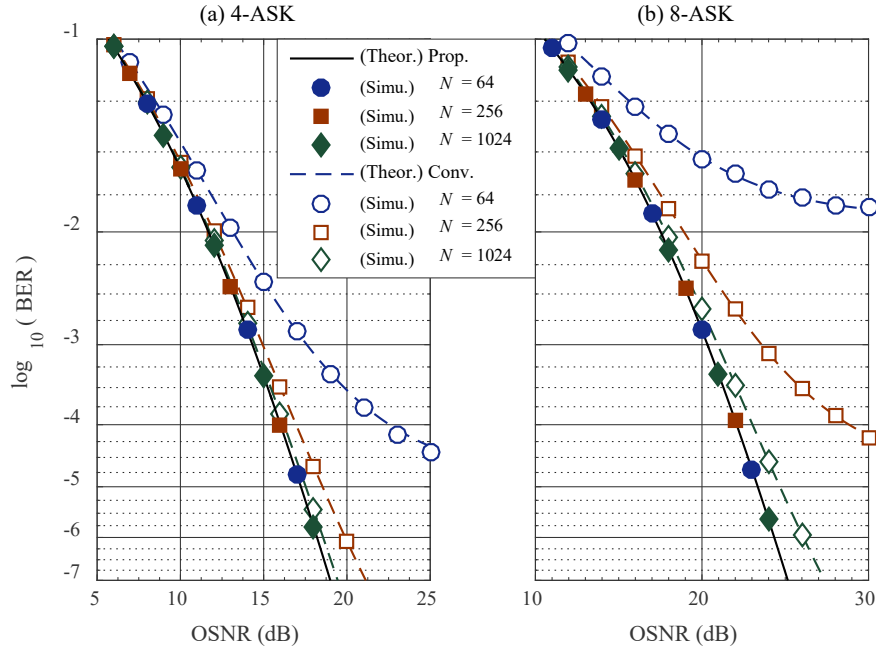 (a) 4-ASK
(b) 8-ASK
-1
-2
-3
-4
-5
-6
-7
log10 ( BER )
(Theor.) Prop.
(Simu.) N = 64
(Simu.) N = 256
(Simu.) N = 1024
(Theor.) Conv.
(Simu.) N = 64
(Simu.) N = 256
(Simu.) N = 1024
5 10 15 20 25
10 20 30
OSNR (dB)
OSNR (dB)